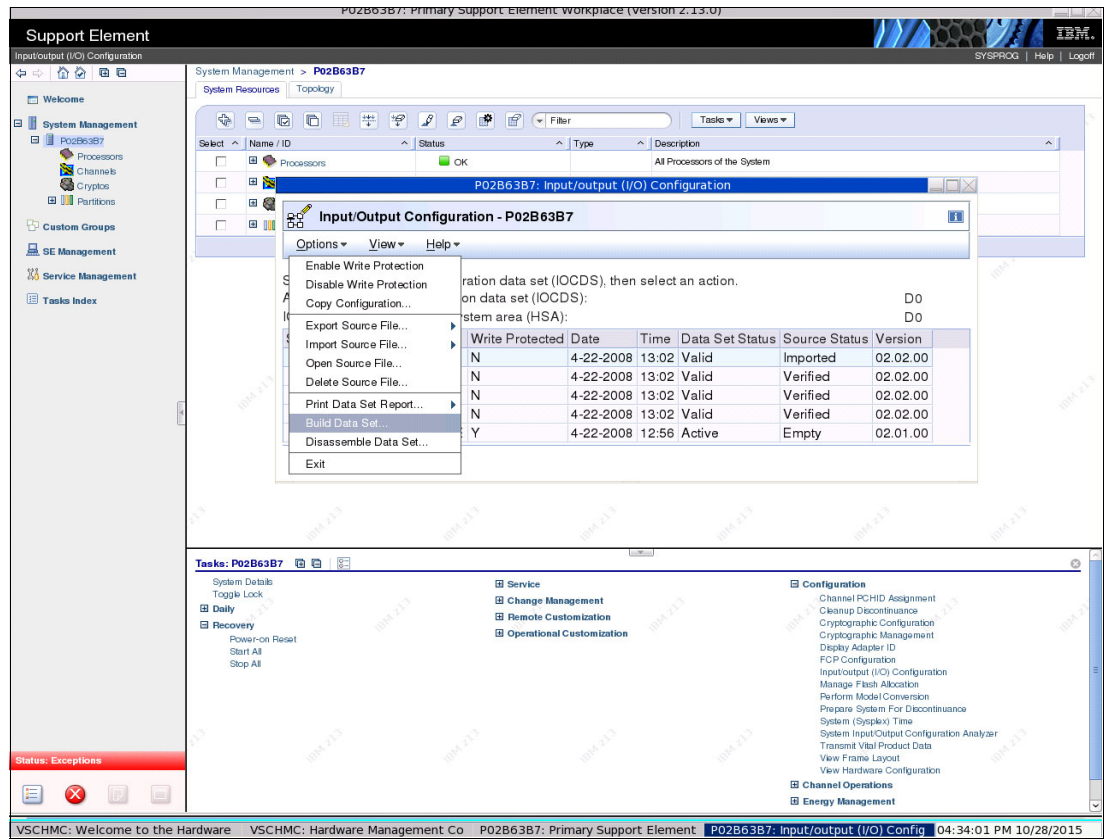 P02B63B7: Primary Support Element Workplace (Version 2.13.0)
Support Element
IBM.
Input/output (I/O) Configuration
SYSPROG | Help | Logoff
System Management > P02B63B7
System Resources Topology
Welcome
System Management
P02B63B7
Processors
Channels
Cryptos
Partitions
Custom Groups
SE Management
Service Management
Tasks Index
Filter
Tasks Views
Select Name / ID Status Type Description
Processors OK All Processors of the System
P02B63B7: Input/output (I/O) Configuration
Input/Output Configuration - P02B63B7
Options View Help
Enable Write Protection
Disable Write Protection
Copy Configuration...
Export Source File...
Import Source File...
Open Source File...
Delete Source File...
Print Data Set Report...
Build Data Set...
Disassemble Data Set...
Exit
S ration data set (IOCDS), then select an action.
A on data set (IOCDS): D0
stem area (HSA): D0
Write Protected Date Time Data Set Status Source Status Version
N 4-22-2008 13:02 Valid Imported 02.02.00
N 4-22-2008 13:02 Valid Verified 02.02.00
N 4-22-2008 13:02 Valid Verified 02.02.00
N 4-22-2008 13:02 Valid Verified 02.02.00
Y 4-22-2008 12:56 Active Empty 02.01.00
IBM 213
Tasks: P02B63B7
System Details
Toggle Lock
Daily
Recovery
Power-on Reset
Start All
Stop All
Service
Change Management
Remote Customization
Operational Customization
Configuration
Channel PCHID Assignment
Cleanup Discontinuance
Cryptographic Configuration
Cryptographic Management
Display Adapter ID
FCP Configuration
Input/output (I/O) Configuration
Manage Flash Allocation
Perform Model Conversion
Prepare System For Discontinuance
System (Sysplex) Time
System Input/Output Configuration Analyzer
Transmit Vital Product Data
View Frame Layout
View Hardware Configuration
Channel Operations
Energy Management
Status: Exceptions
VSCHMC: Welcome to the Hardware
VSCHMC: Hardware Management Co
P02B63B7: Primary Support Element
P02B63B7: Input/output (I/O) Config
04:34:01 PM 10/28/2015